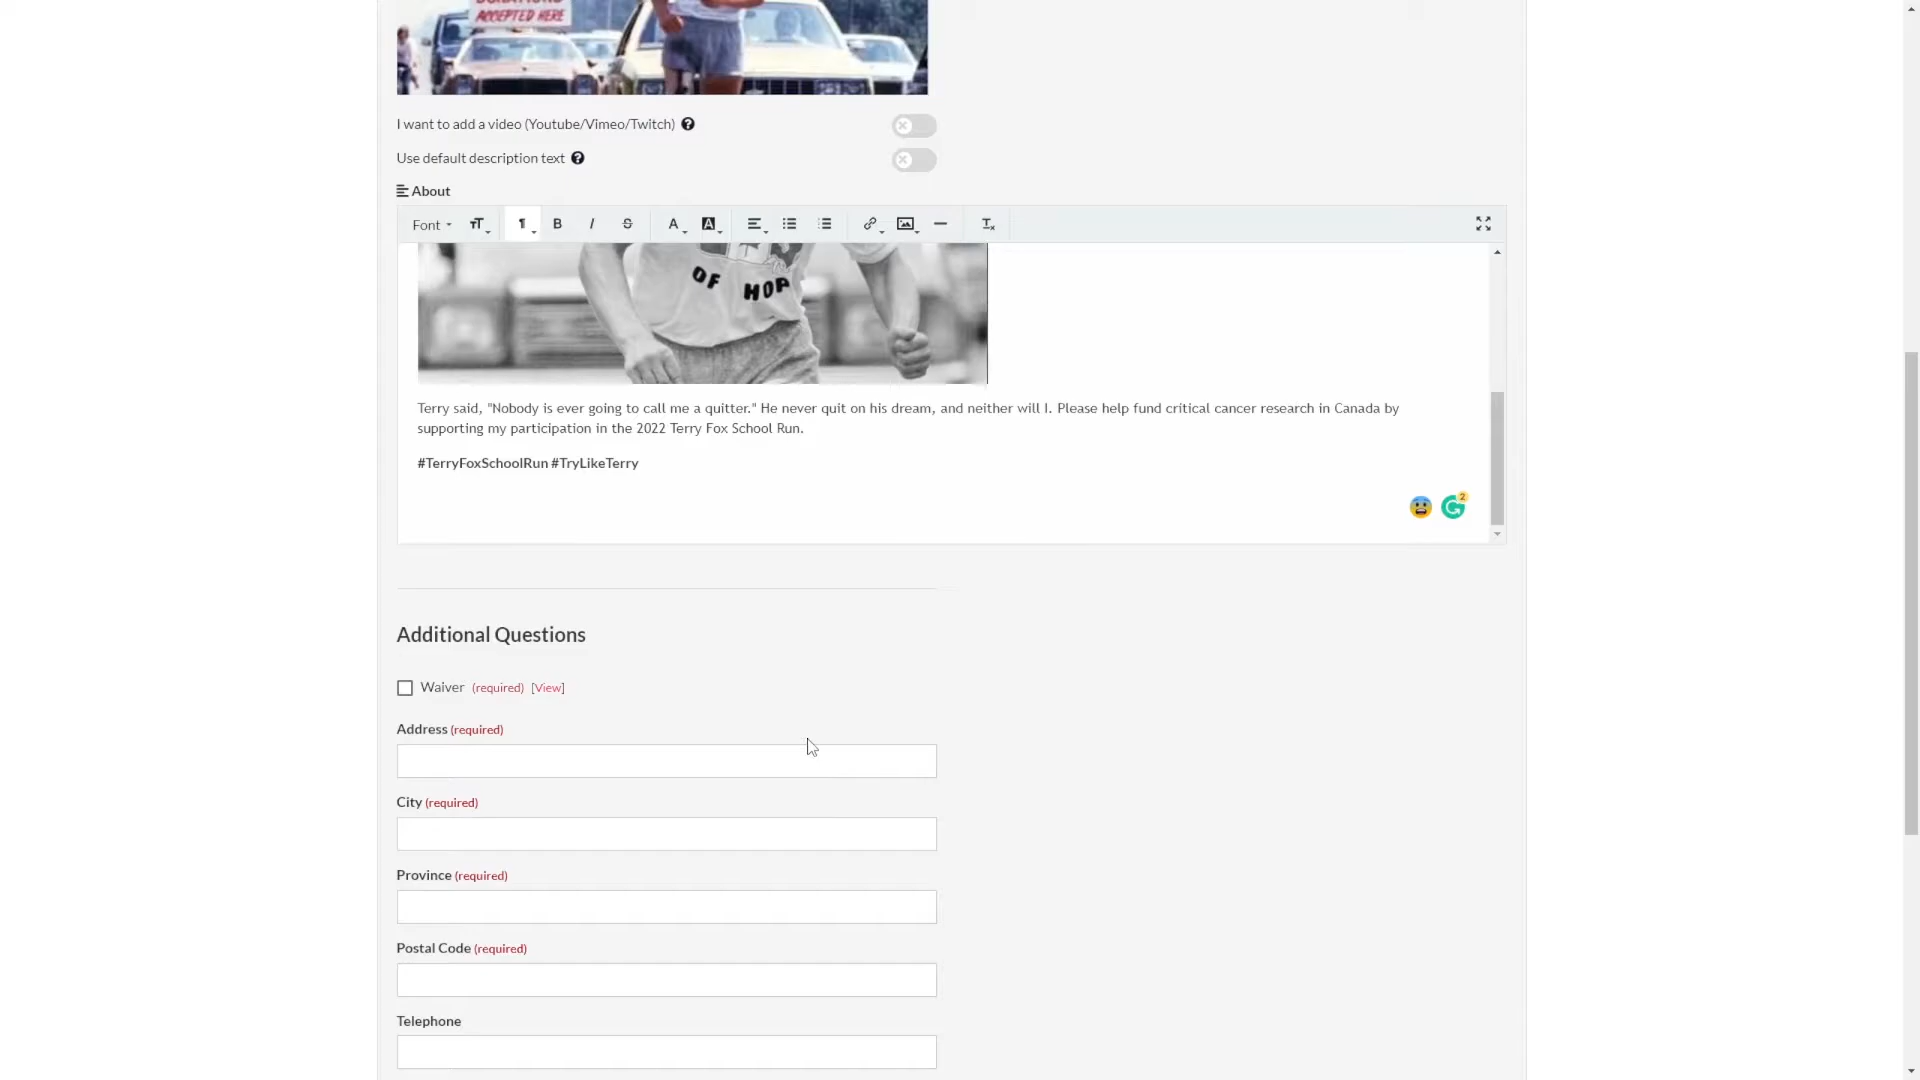 ACCEPTED HERE
I want to add a video (Youtube/Vimeo/Twitch) ?
Use default description text ?
About
Font
OF HOP
Terry said, "Nobody is ever going to call me a quitter." He never quit on his dream, and neither will I. Please help fund critical cancer research in Canada by
supporting my participation in the 2022 Terry Fox School Run.
#TerryFoxSchoolRun #TryLikeTerry
2
Additional Questions
Waiver (required) [View]
Address (required)
City (required)
Province (required)
Postal Code (required)
Telephone